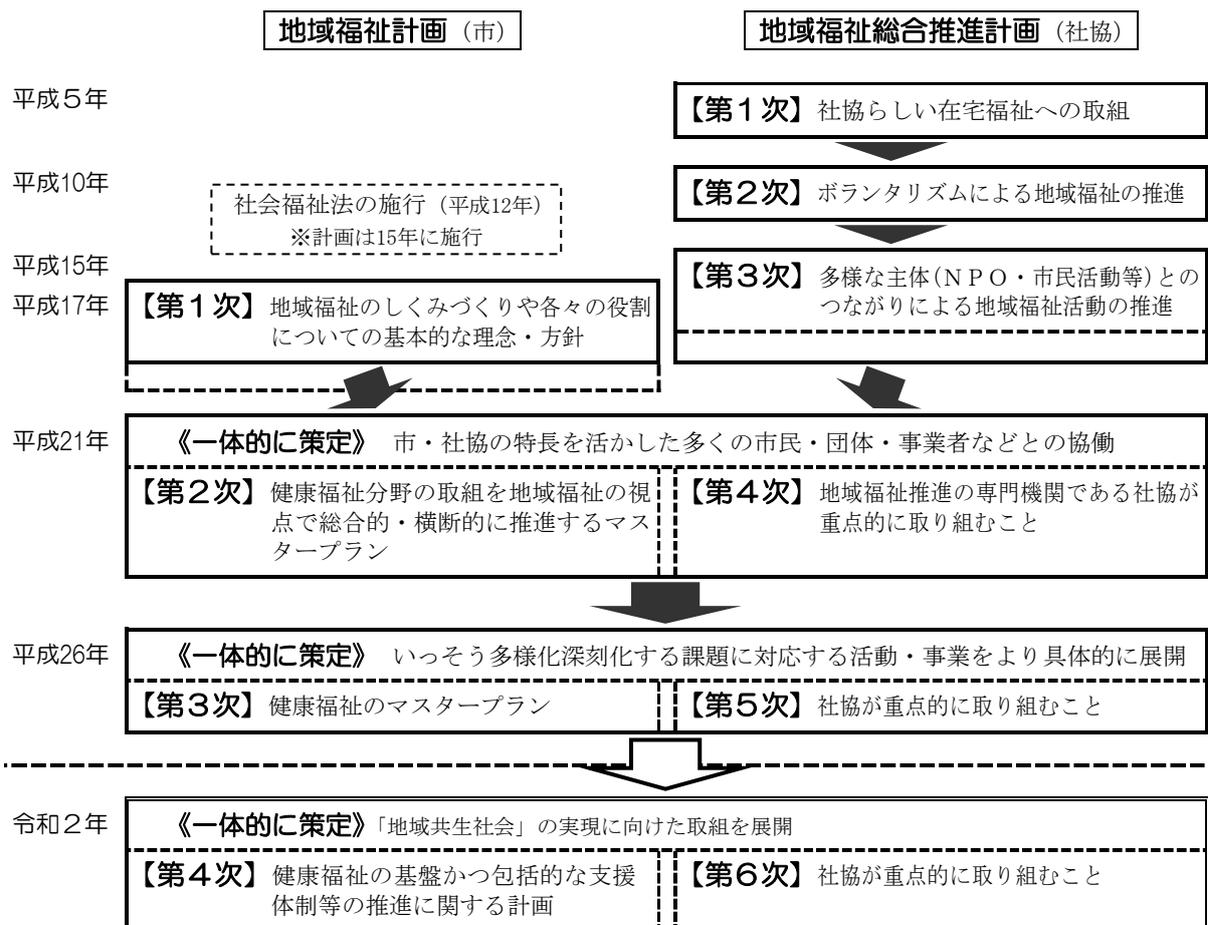 地域福祉計画（市）
地域福祉総合推進計画（社協）
平成５年
【第１次】社協らしい在宅福祉への取組
平成10年
【第２次】ボランタリズムによる地域福祉の推進
社会福祉法の施行（平成12年）
※計画は15年に施行
平成15年
【第３次】多様な主体（ＮＰＯ・市民活動等）との
つながりによる地域福祉活動の推進
平成17年
【第１次】地域福祉のしくみづくりや各々の役割
についての基本的な理念・方針
平成21年
《一体的に策定》 市・社協の特長を活かした多くの市民・団体・事業者などとの協働
【第２次】健康福祉分野の取組を地域福祉の視
点で総合的・横断的に推進するマス
タープラン
【第４次】地域福祉推進の専門機関である社協が
重点的に取り組むこと
平成26年
《一体的に策定》 いっそう多様化深刻化する課題に対応する活動・事業をより具体的に展開
【第３次】健康福祉のマスタープラン
【第５次】社協が重点的に取り組むこと
令和２年
《一体的に策定》「地域共生社会」の実現に向けた取組を展開
【第４次】健康福祉の基盤かつ包括的な支援
体制等の推進に関する計画
【第６次】社協が重点的に取り組むこと